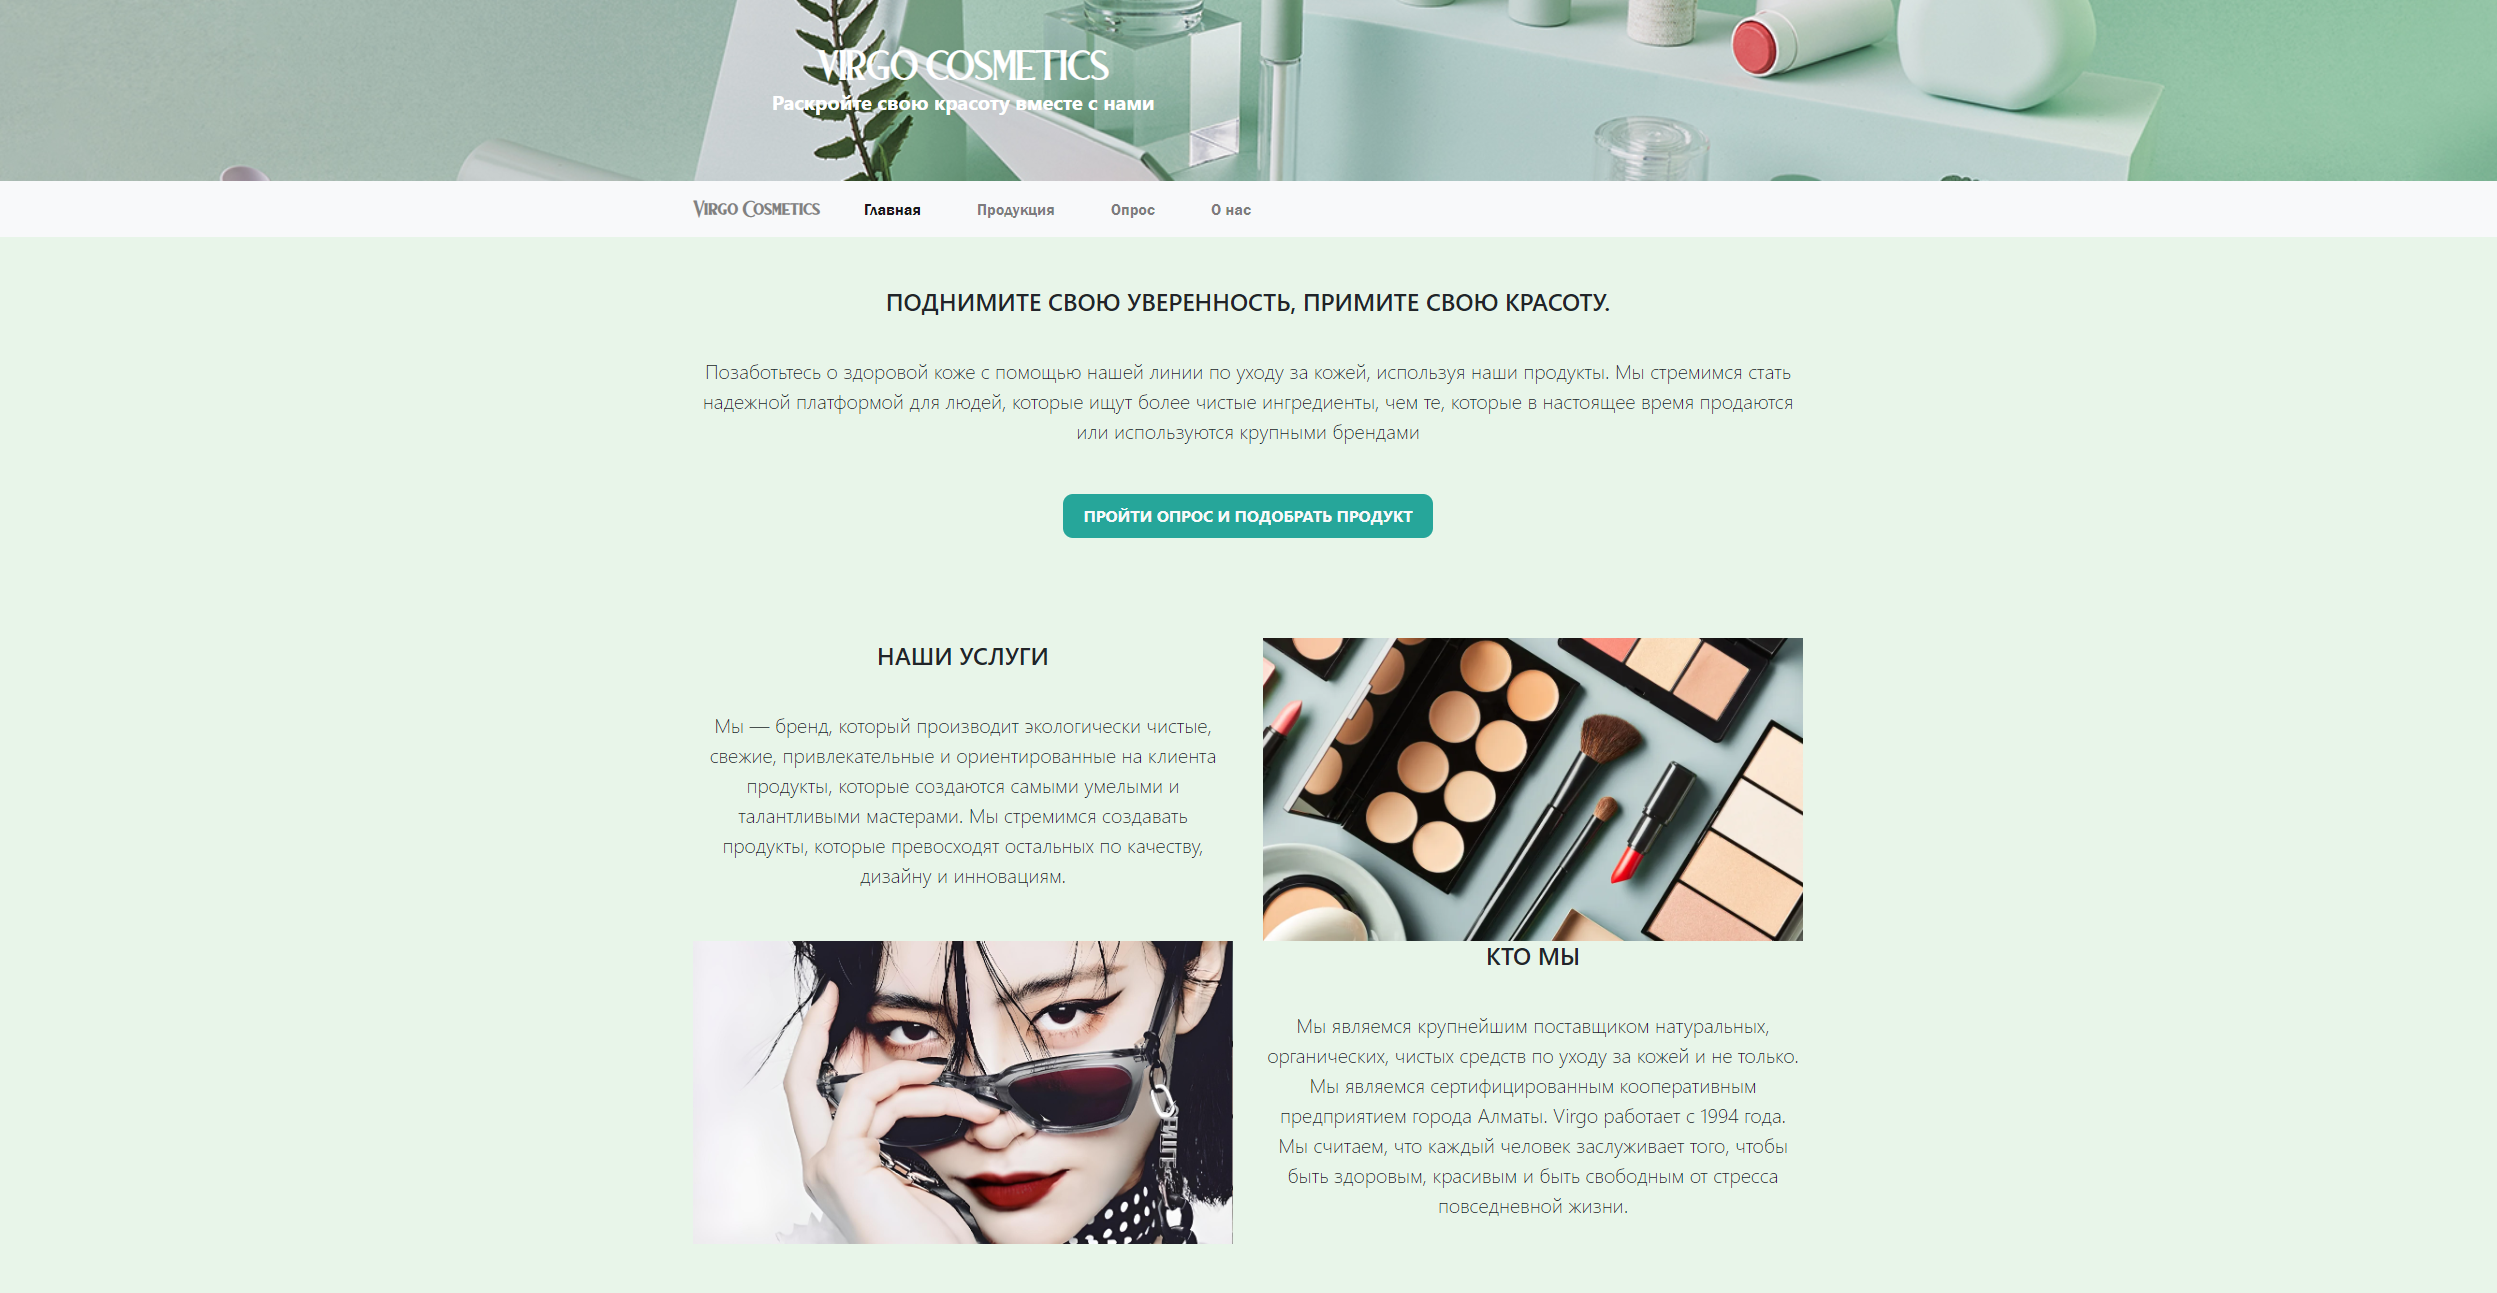 VIRGO COSMETICS
Раскройте свою красоту вместе с нами
Virgo Cosmetics Главная Продукция Опрос О нас
ПОДНИМИТЕ СВОЮ УВЕРЕННОСТЬ, ПРИМИТЕ СВОЮ КРАСОТУ.
Позаботьтесь о здоровой коже с помощью нашей линии по уходу за кожей, используя наши продукты. Мы стремимся стать
надежной платформой для людей, которые ищут более чистые ингредиенты, чем те, которые в настоящее время продаются
или используются крупными брендами
ПРОЙТИ ОПРОС И ПОДОБРАТЬ ПРОДУКТ
НАШИ УСЛУГИ
Мы — бренд, который производит экологически чистые,
свежие, привлекательные и ориентированные на клиента
продукты, которые создаются самыми умелыми и
талантливыми мастерами. Мы стремимся создавать
продукты, которые превосходят остальных по качеству,
дизайну и инновациям.
КТО МЫ
Мы являемся крупнейшим поставщиком натуральных,
органических, чистых средств по уходу за кожей и не только.
Мы являемся сертифицированным кооперативным
предприятием города Алматы. Virgo работает с 1994 года.
Мы считаем, что каждый человек заслуживает того, чтобы
быть здоровым, красивым и быть свободным от стресса
повседневной жизни.